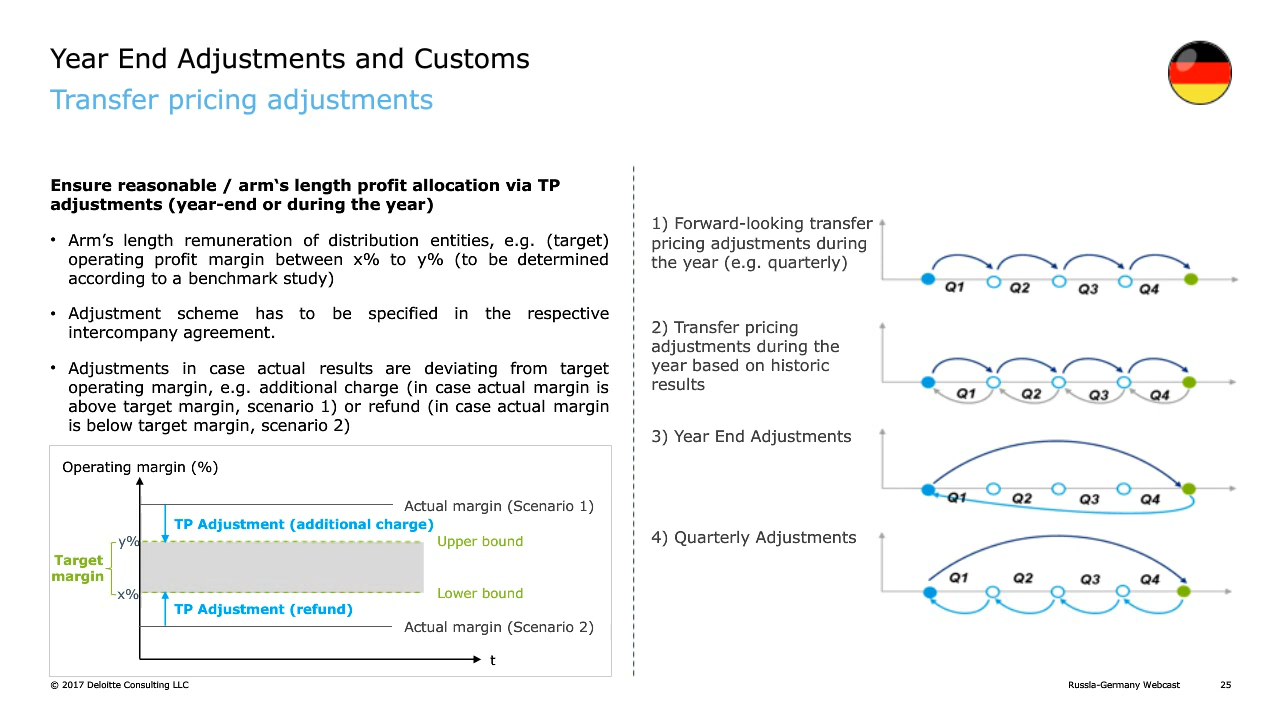 Year End Adjustments and Customs
Transfer pricing adjustments
Ensure reasonable / arm‘s length profit allocation via TP
adjustments (year-end or during the year)
• Arm’s length remuneration of distribution entities, e.g. (target)
operating profit margin between x% to y% (to be determined
according to a benchmark study)
• Adjustment scheme has to be specified in the respective
intercompany agreement.
• Adjustments in case actual results are deviating from target
operating margin, e.g. additional charge (in case actual margin is
above target margin, scenario 1) or refund (in case actual margin
is below target margin, scenario 2)
Operating margin (%)
Actual margin (Scenario 1)
TP Adjustment (additional charge)
y%
Upper bound
Target
margin
x%
Lower bound
TP Adjustment (refund)
Actual margin (Scenario 2)
t
1) Forward-looking transfer
pricing adjustments during
the year (e.g. quarterly)
Q1 Q2 Q3 Q4
2) Transfer pricing
adjustments during the
year based on historic
results
Q1 Q2 Q3 Q4
3) Year End Adjustments
Q1 Q2 Q3 Q4
4) Quarterly Adjustments
Q1 Q2 Q3 Q4
© 2017 Deloitte Consulting LLC
Russla-Germany Webcast
25